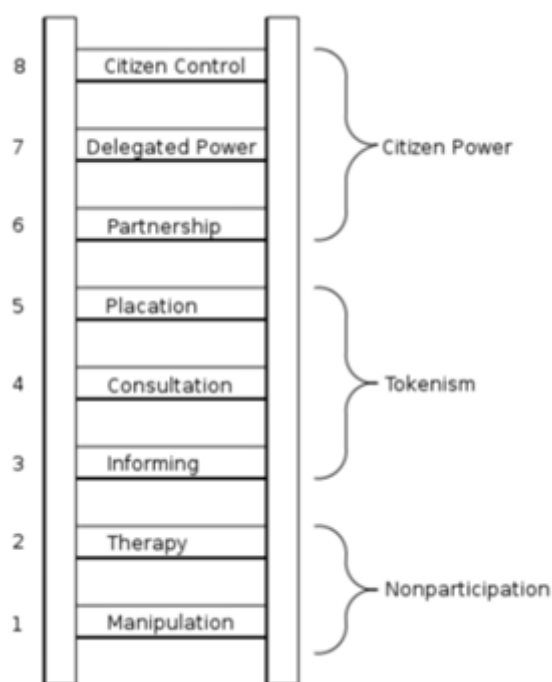 8 Citizen Control
7 Delegated Power
Citizen Power
6 Partnership
5 Placation
4 Consultation
Tokenism
3 Informing
2 Therapy
Nonparticipation
1 Manipulation